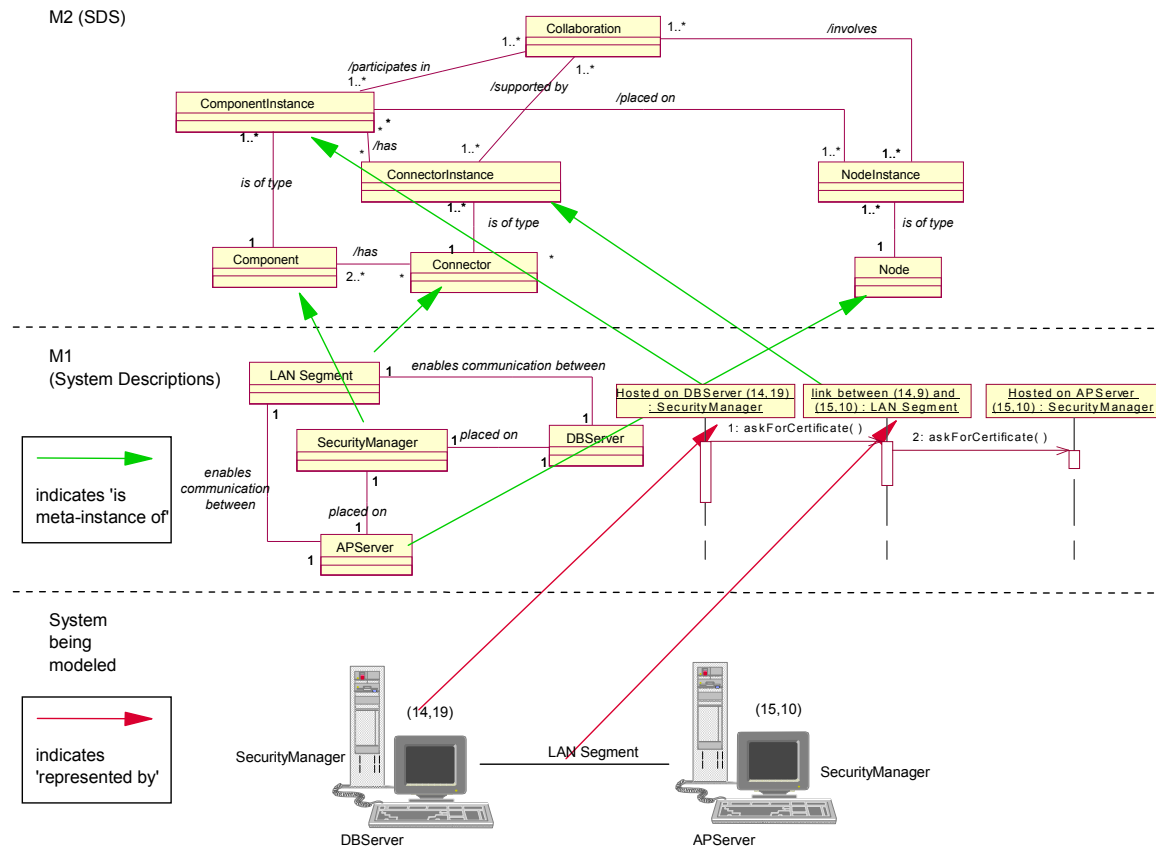 M2 (SDS)
Collaboration
1..*
1..*
/involves
/participates in
1..*
1..*
/supported by
ComponentInstance
/placed on
1..*
*
*
/has
*
1..*
1..*
1..*
ConnectorInstance
NodeInstance
is of type
1..*
1..*
is of type
is of type
1
/has
1
*
1
Component
Connector
Node
2..*
*
M1
(System Descriptions)
enables communication between
LAN Segment
1
1
1
Hosted on DBServer (14,19)
: SecurityManager
link between (14,9) and
(15,10) : LAN Segment
Hosted on APServer
(15,10) : SecurityManager
SecurityManager
1
placed on
1
DBServer
1: askForCertificate( )
2: askForCertificate( )
enables
communication
between
1
placed on
1
1
APServer
1
indicates 'is
meta-instance of'
System
being
modeled
indicates
'represented by'
(14,19)
(15,10)
SecurityManager
LAN Segment
SecurityManager
DBServer
APServer